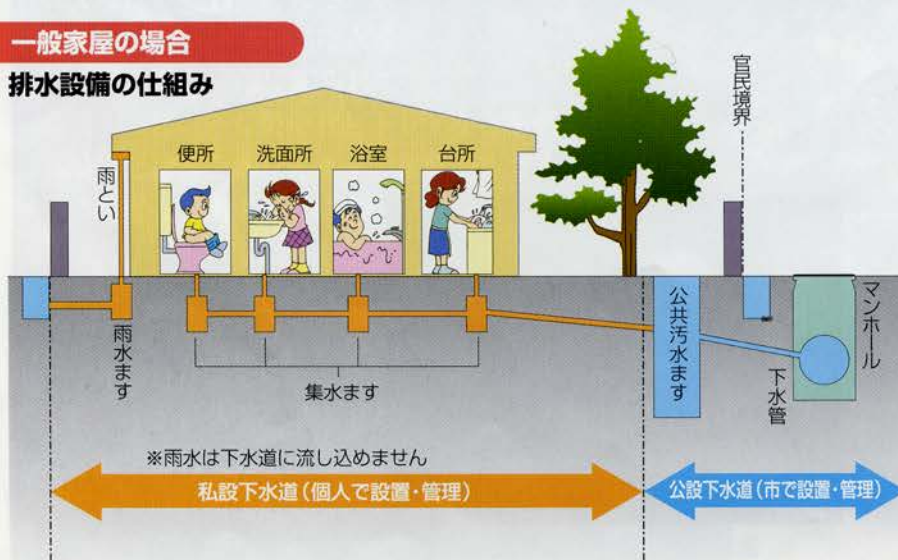 一般家屋の場合
排水設備の仕組み
官民境界
便所
洗面所
浴室
台所
雨とい
雨水ます
集水ます
公共汚水ます
下水管
マンホール
※雨水は下水道に流し込めません
私設下水道(個人で設置・管理)
公設下水道(市で設置・管理)